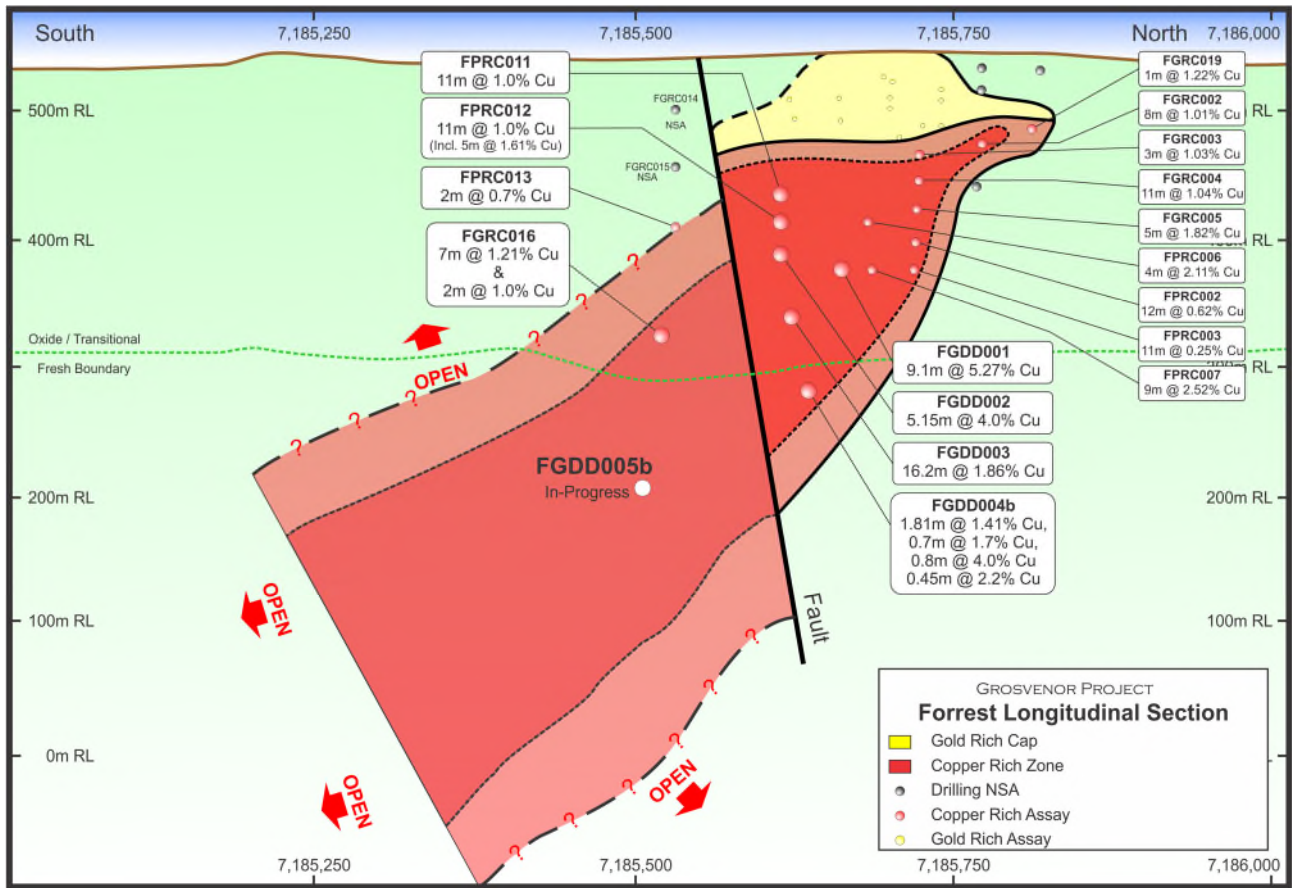 South
7,185,250
7,185,500
7,185,750
North
7,186,000
FPRC011
11m @ 1.0% Cu
FPRC012
11m @ 1.0% Cu
(Incl. 5m @ 1.61% Cu)
FPRC013
2m @ 0.7% Cu
FGRC016
7m @ 1.21% Cu
&
2m @ 1.0% Cu
FGRC014
NSA
FGRC015
NSA
FGRC019
1m @ 1.22% Cu
FGRC002
8m @ 1.01% Cu
FGRC003
3m @ 1.03% Cu
FGRC004
11m @ 1.04% Cu
FGRC005
5m @ 1.82% Cu
FPRC006
4m @ 2.11% Cu
FPRC002
12m @ 0.62% Cu
FPRC003
11m @ 0.25% Cu
FPRC007
9m @ 2.52% Cu
500m RL
400m RL
Oxide / Transitional
Fresh Boundary
200m RL
100m RL
0m RL
200m RL
100m RL
FGDD001
9.1m @ 5.27% Cu
FGDD002
5.15m @ 4.0% Cu
FGDD003
16.2m @ 1.86% Cu
FGDD004b
1.81m @ 1.41% Cu,
0.7m @ 1.7% Cu,
0.8m @ 4.0% Cu
0.45m @ 2.2% Cu
FGDD005b
In-Progress
OPEN
OPEN
OPEN
OPEN
? ? ? ? ? ?
? ? ? ? ? ?
Fault
GROSVENOR PROJECT
Forrest Longitudinal Section
Gold Rich Cap
Copper Rich Zone
Drilling NSA
Copper Rich Assay
Gold Rich Assay
7,185,250
7,185,500
7,185,750
7,186,000